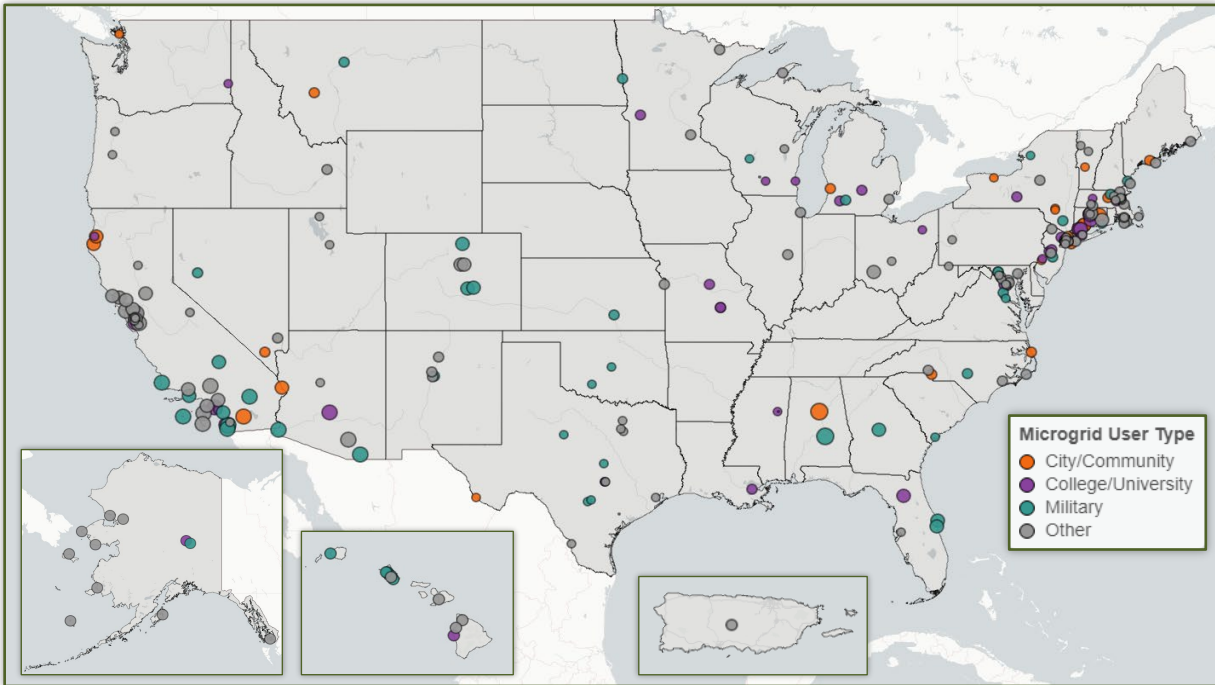 Microgrid User Type
City/Community
College/University
Military
Other